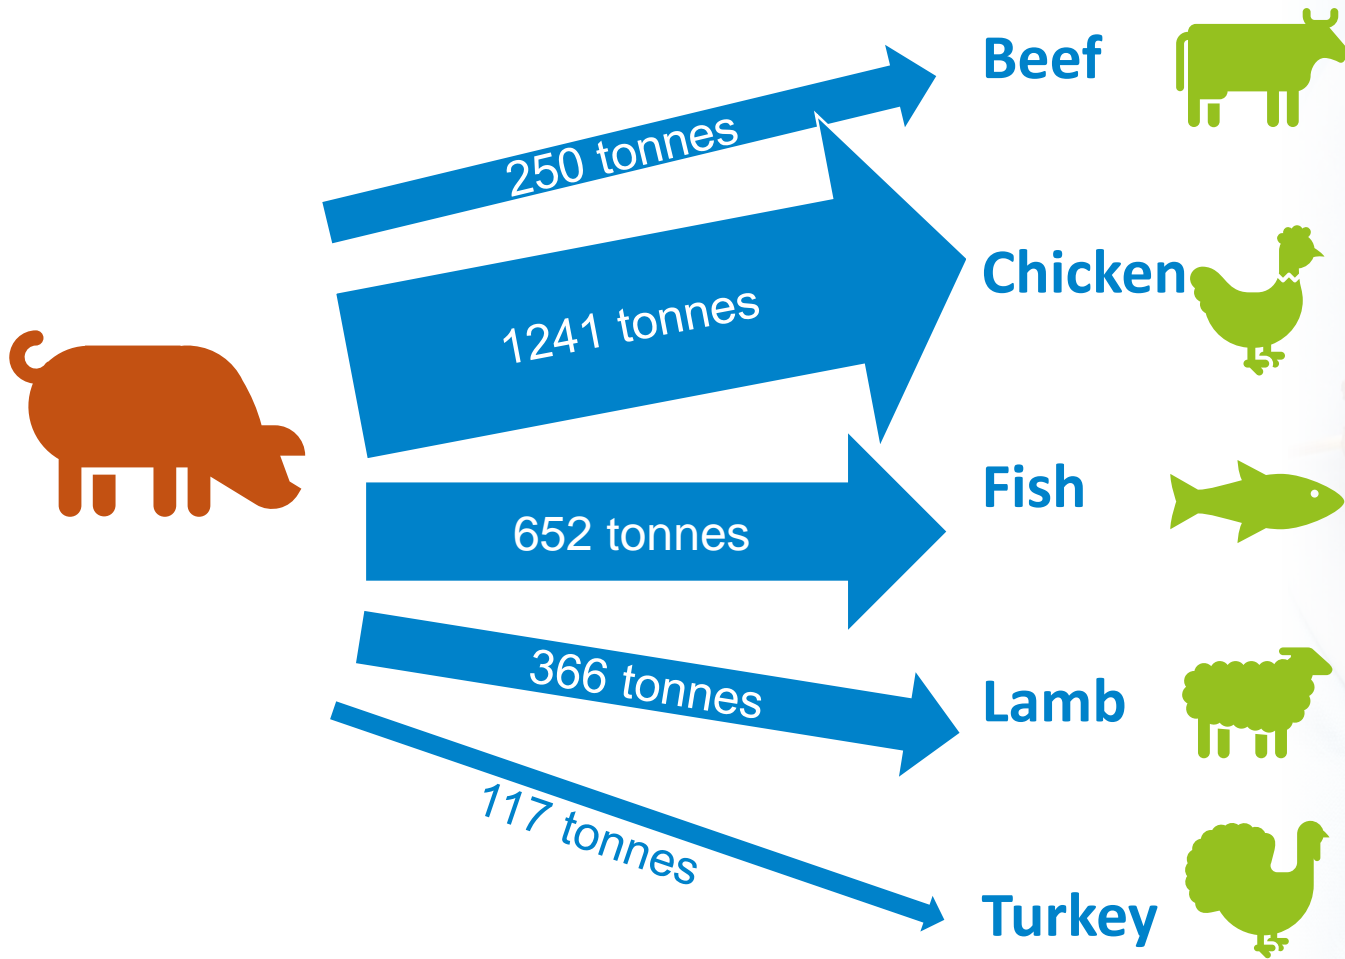 Beef
250 tonnes
Chicken
1241 tonnes
Fish
652 tonnes
Lamb
366 tonnes
117 tonnes
Turkey